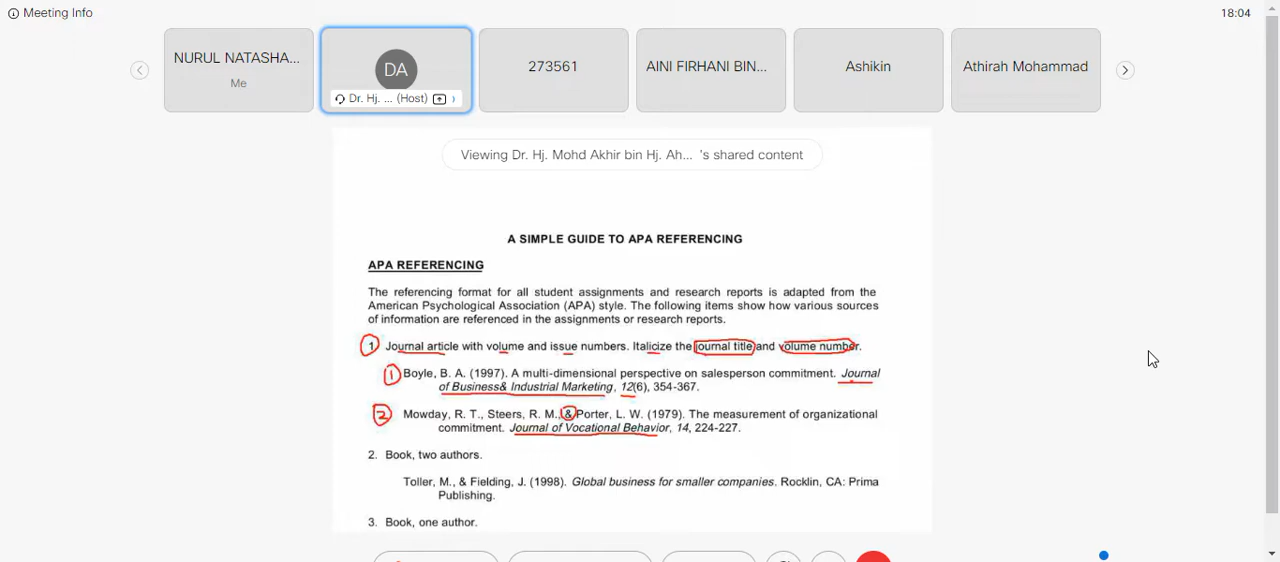 Meeting Info
18:04
NURUL NATASHA...
Me
DA
Dr. Hj. ... (Host)
273561
AINI FIRHANI BIN...
Ashikin
Athirah Mohammad
Viewing Dr. Hj. Mohd Akhir bin Hj. Ah... 's shared content
A SIMPLE GUIDE TO APA REFERENCING
APA REFERENCING
The referencing format for all student assignments and research reports is adapted from the
American Psychological Association (APA) style. The following items show how various sources
of information are referenced in the assignments or research reports.
1 Journal article with volume and issue numbers. Italicize the journal title and volume number.
1 Boyle, B. A. (1997). A multi-dimensional perspective on salesperson commitment. Journal
of Business& Industrial Marketing, 12(6), 354-367.
2 Mowday, R. T., Steers, R. M., & Porter, L. W. (1979). The measurement of organizational
commitment. Journal of Vocational Behavior, 14, 224-227.
2. Book, two authors.
Toller, M., & Fielding, J. (1998). Global business for smaller companies. Rocklin, CA: Prima
Publishing.
3. Book, one author.